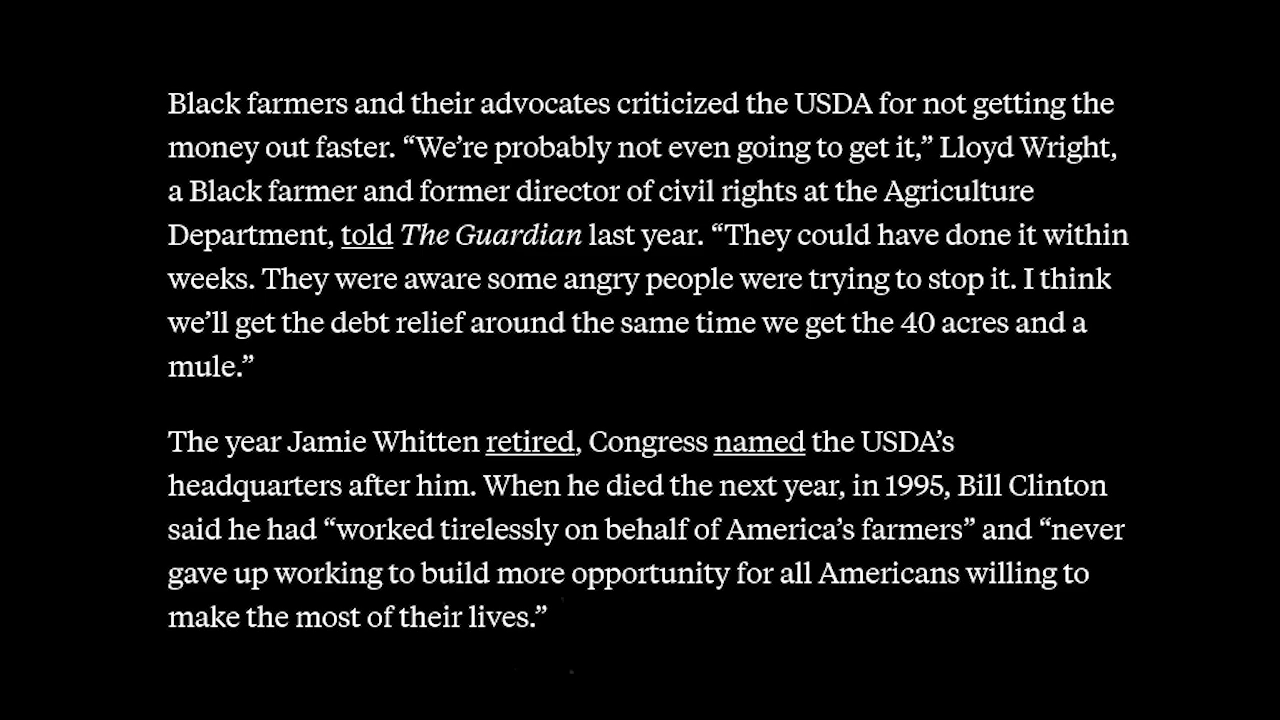 Black farmers and their advocates criticized the USDA for not getting the
money out faster. “We’re probably not even going to get it,” Lloyd Wright,
a Black farmer and former director of civil rights at the Agriculture
Department, told The Guardian last year. “They could have done it within
weeks. They were aware some angry people were trying to stop it. I think
we’ll get the debt relief around the same time we get the 40 acres and a
mule.”
The year Jamie Whitten retired, Congress named the USDA’s
headquarters after him. When he died the next year, in 1995, Bill Clinton
said he had “worked tirelessly on behalf of America’s farmers” and “never
gave up working to build more opportunity for all Americans willing to
make the most of their lives.”